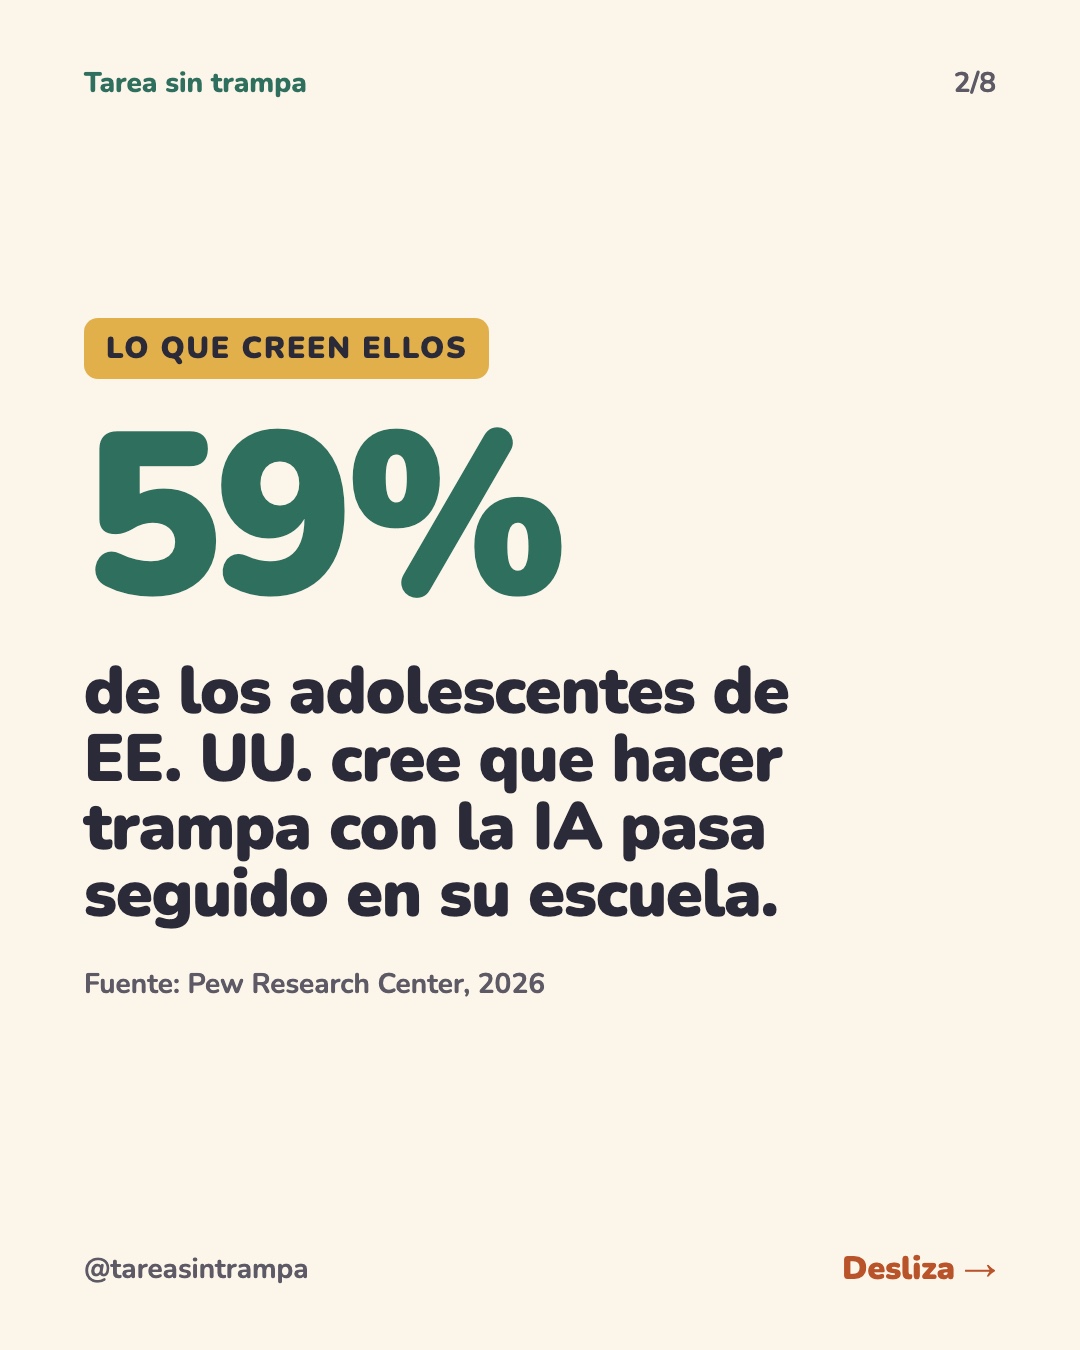 Tarea sin trampa
2/8
LO QUE CREEN ELLOS
59%
de los adolescentes de
EE. UU. cree que hacer
trampa con la IA pasa
seguido en su escuela.
Fuente: Pew Research Center, 2026
@tareasintrampa
Desliza →